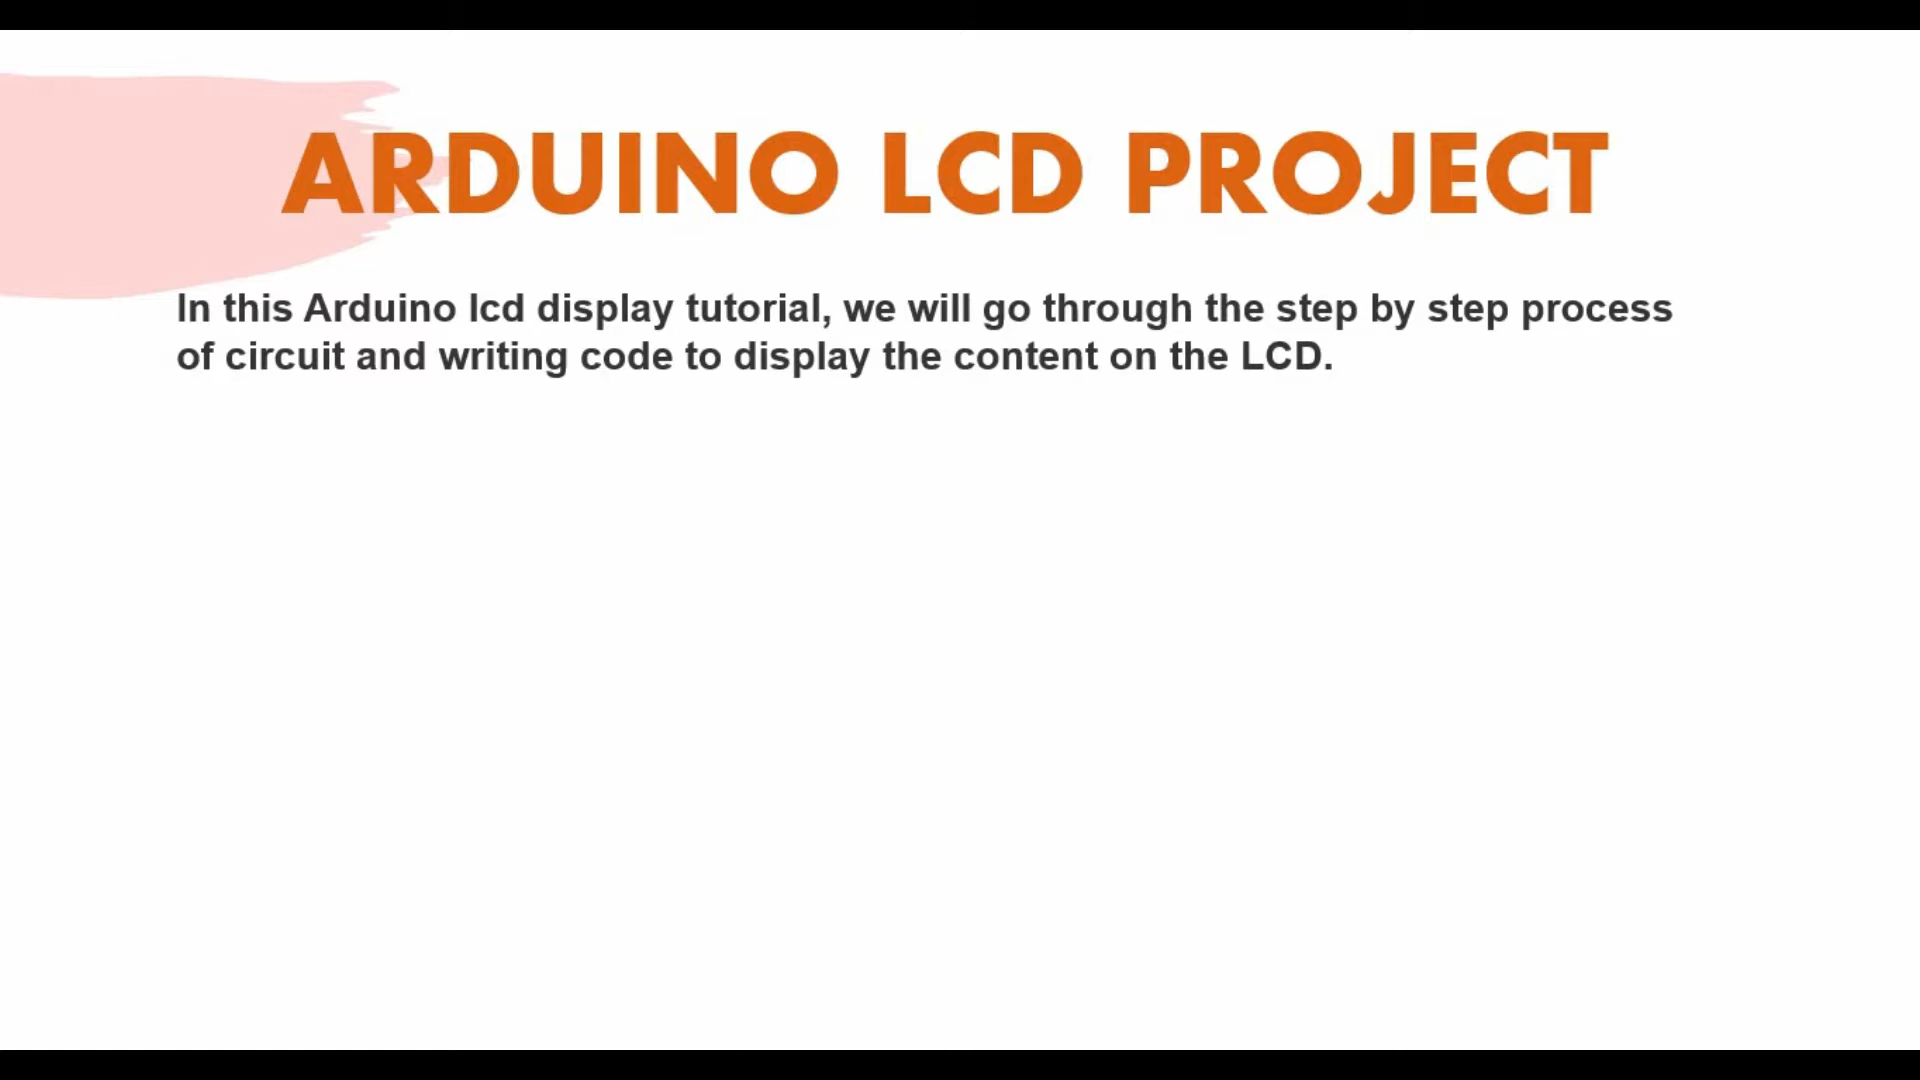 ARDUINO LCD PROJECT
In this Arduino lcd display tutorial, we will go through the step by step process
of circuit and writing code to display the content on the LCD.